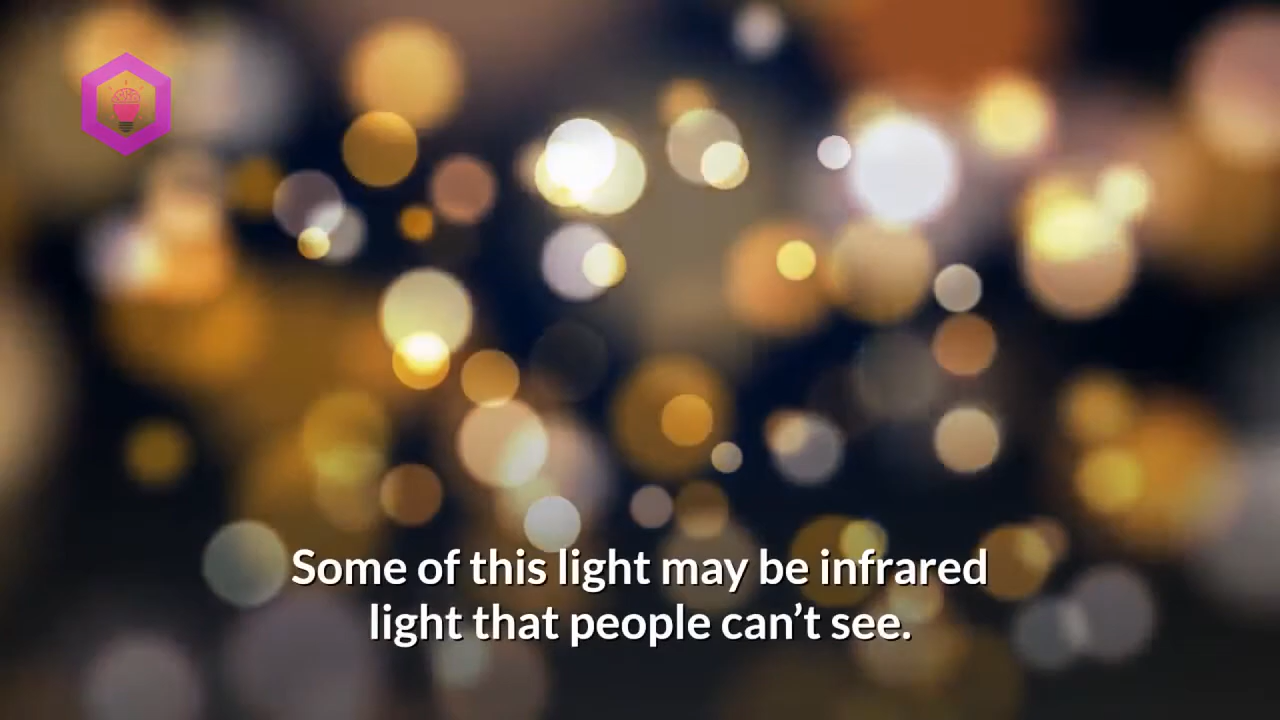 Some of this light may be infrared
light that people can’t see.